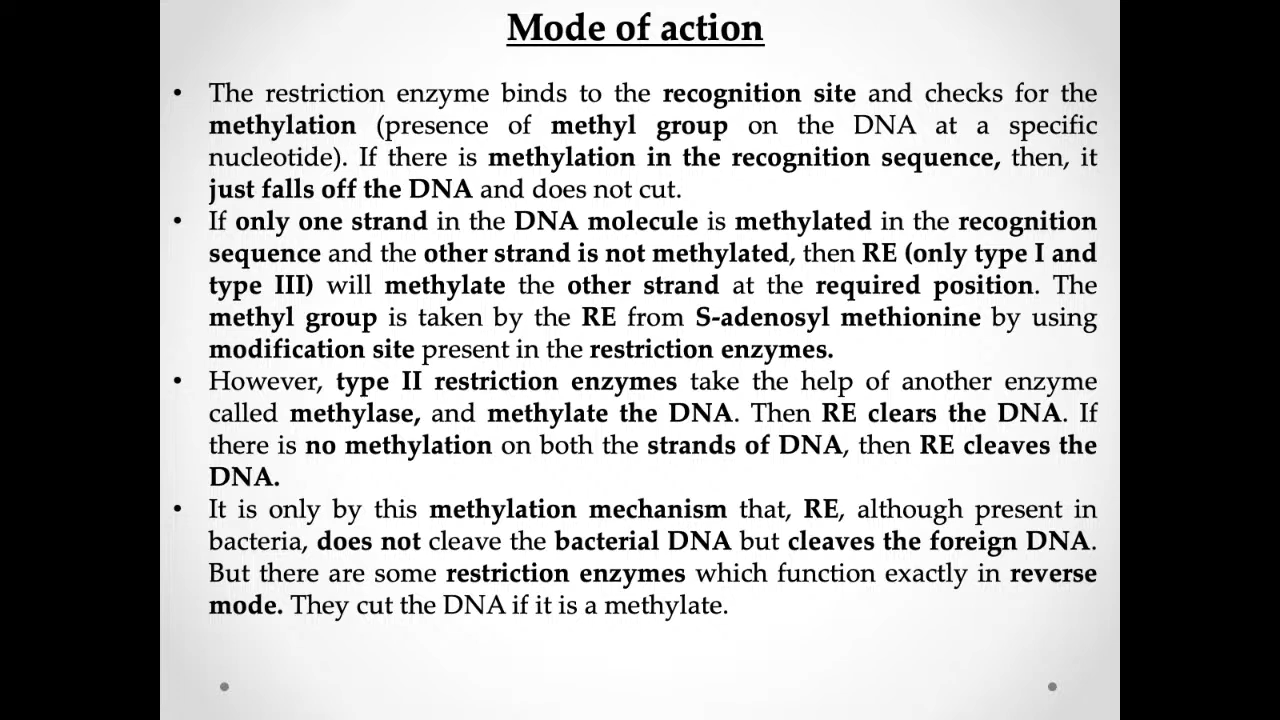 Mode of action
• The restriction enzyme binds to the recognition site and checks for the
methylation (presence of methyl group on the DNA at a specific
nucleotide). If there is methylation in the recognition sequence, then, it
just falls off the DNA and does not cut.
• If only one strand in the DNA molecule is methylated in the recognition
sequence and the other strand is not methylated, then RE (only type I and
type III) will methylate the other strand at the required position. The
methyl group is taken by the RE from S-adenosyl methionine by using
modification site present in the restriction enzymes.
• However, type II restriction enzymes take the help of another enzyme
called methylase, and methylate the DNA. Then RE clears the DNA. If
there is no methylation on both the strands of DNA, then RE cleaves the
DNA.
• It is only by this methylation mechanism that, RE, although present in
bacteria, does not cleave the bacterial DNA but cleaves the foreign DNA.
But there are some restriction enzymes which function exactly in reverse
mode. They cut the DNA if it is a methylate.